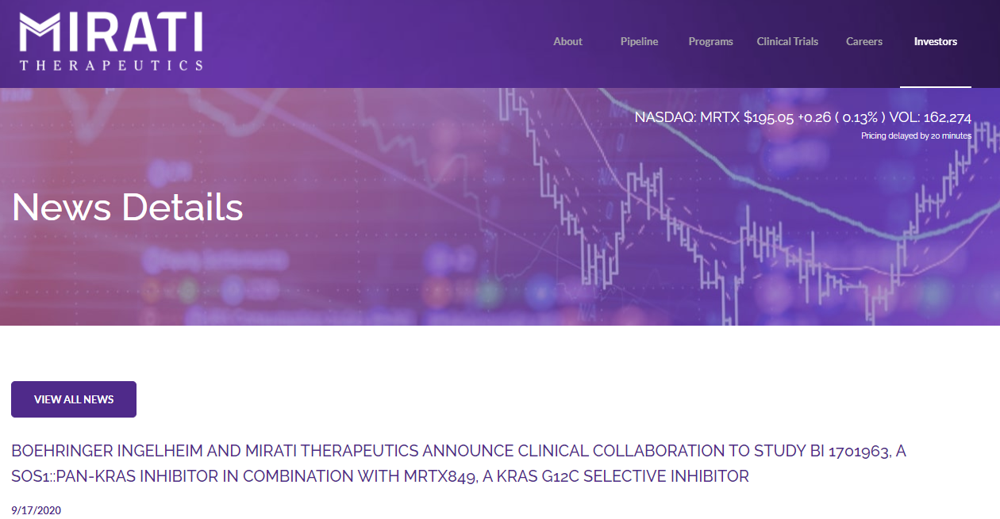 MIRATI
THERAPEUTICS
About Pipeline Programs Clinical Trials Careers Investors
NASDAQ: MRTX $195.05 +0.26 ( 0.13% ) VOL: 162,274
Pricing delayed by 20 minutes
News Details
VIEW ALL NEWS
BOEHRINGER INGELHEIM AND MIRATI THERAPEUTICS ANNOUNCE CLINICAL COLLABORATION TO STUDY BI 1701963, A
SOS1::PAN-KRAS INHIBITOR IN COMBINATION WITH MRTX849, A KRAS G12C SELECTIVE INHIBITOR
9/17/2020